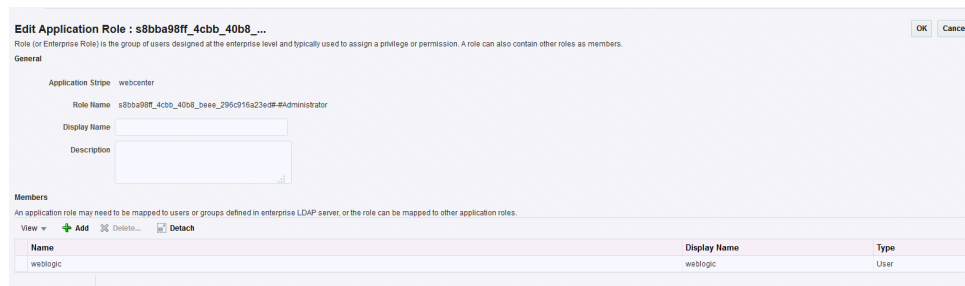 Edit Application Role : s8bba98ff_4cbb_40b8_...
OK Cance
Role (or Enterprise Role) is the group of users designed at the enterprise level and typically used to assign a privilege or permission. A role can also contain other roles as members.
General
Application Stripe webcenter
Role Name s8bba98ff_4cbb_40b8_beee_296c916a23ed#-#Administrator
Display Name
Description
Members
An application role may need to be mapped to users or groups defined in enterprise LDAP server, or the role can be mapped to other application roles.
View Add Delete... Detach
Name Display Name Type
weblogic weblogic User